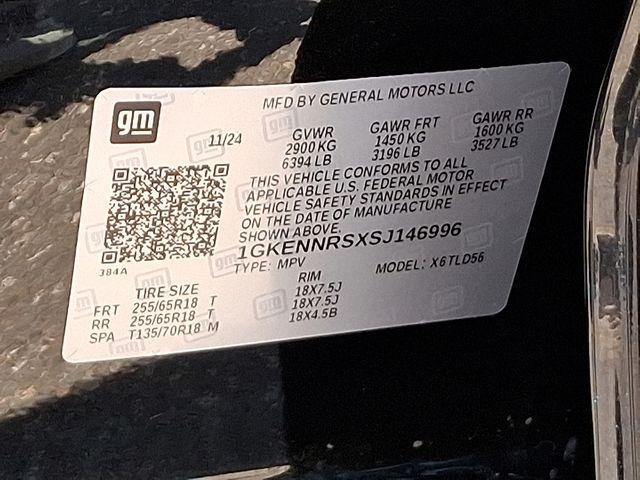 MFD BY GENERAL MOTORS LLC
gm
11/24
GVWR GAWR FRT GAWR RR
2900 KG 1450 KG 1600 KG
6394 LB 3196 LB 3527 LB
THIS VEHICLE CONFORMS TO ALL
APPLICABLE U.S. FEDERAL MOTOR
VEHICLE SAFETY STANDARDS IN EFFECT
ON THE DATE OF MANUFACTURE
SHOWN ABOVE.
1GKENNRSXSJ146996
384A
TYPE: MPV MODEL: X6TLD56
TIRE SIZE RIM
FRT 255/65R18 T 18X7.5J
RR 255/65R18 T 18X7.5J
SPA T135/70R18 M 18X4.5B